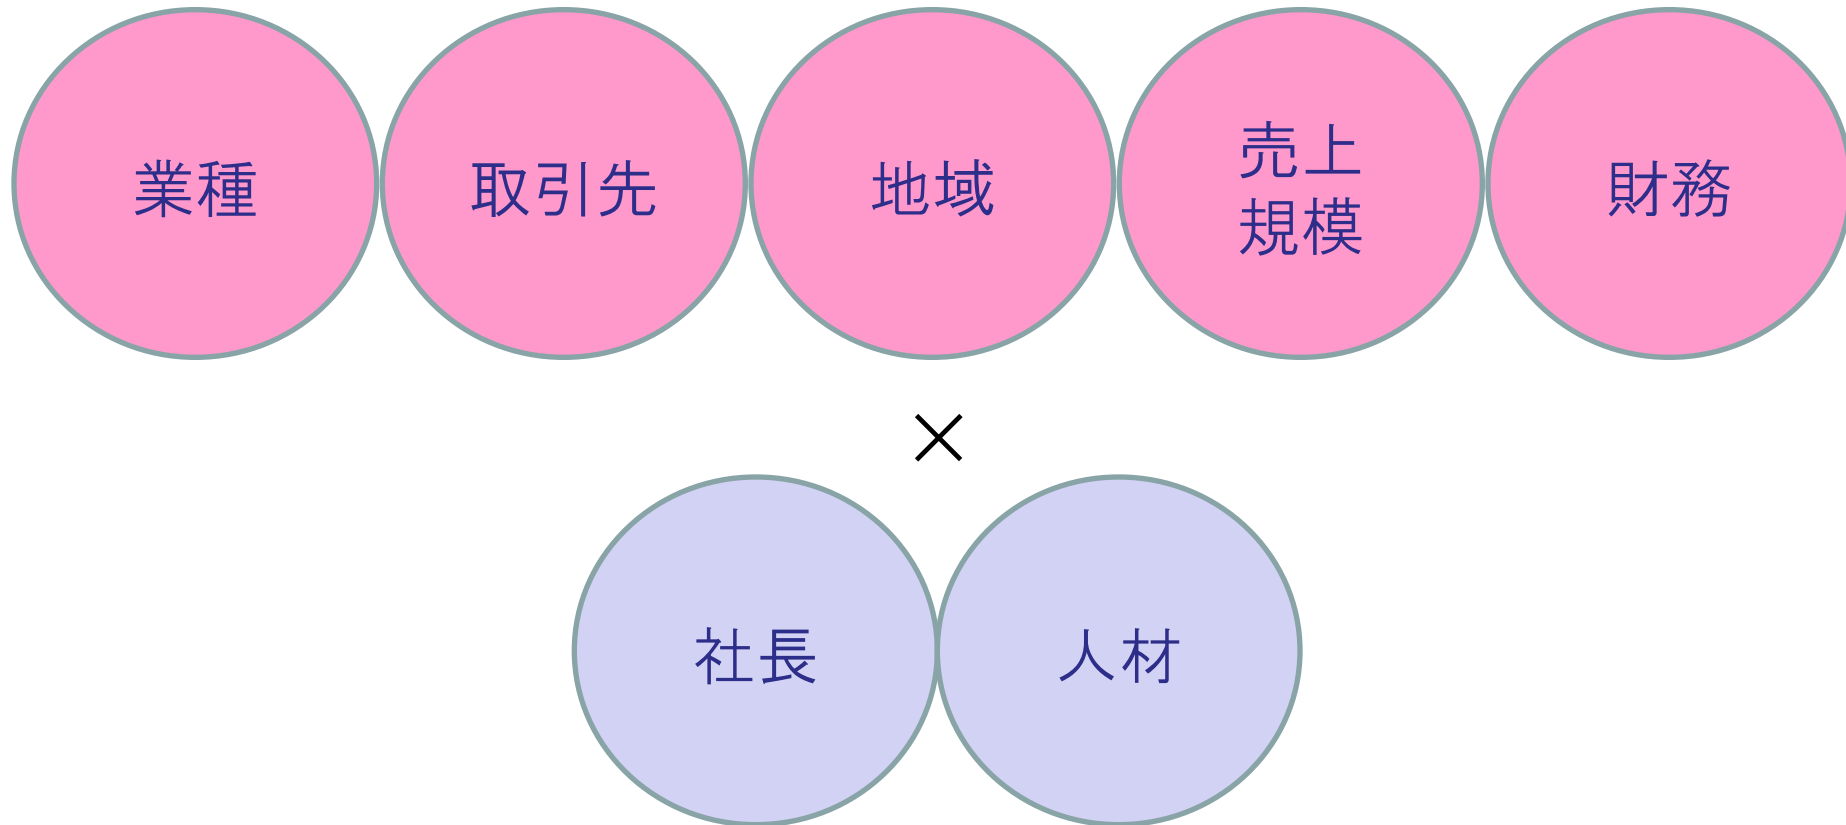 業種
取引先
地域
売上
規模
財務
×
社長
人材